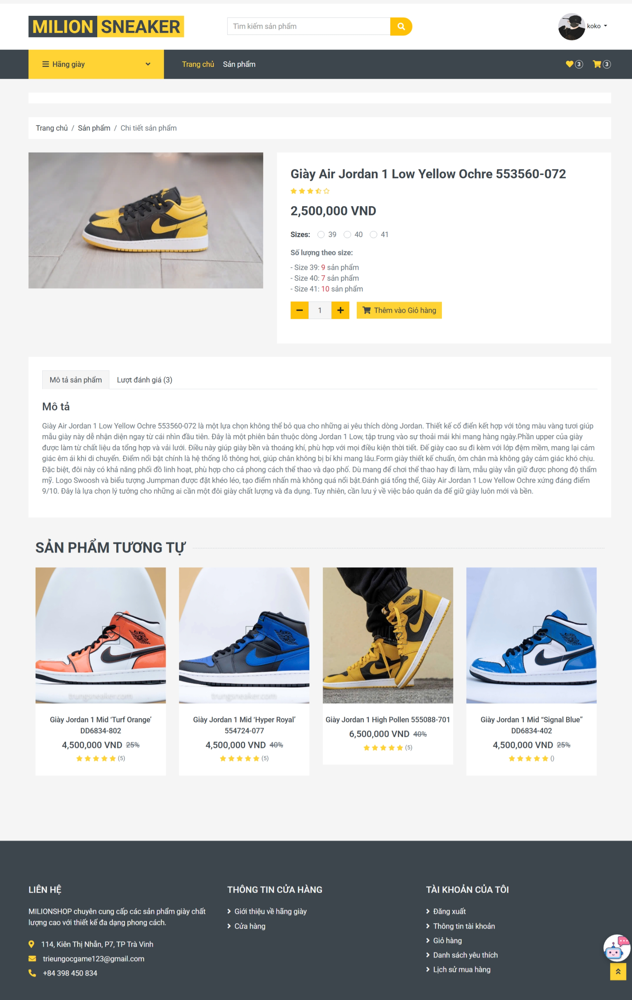 MILION SNEAKER
Tìm kiếm sản phẩm
koko
Hãng giày
Trang chủ Sản phẩm
3 3
Trang chủ / Sản phẩm / Chi tiết sản phẩm
Giày Air Jordan 1 Low Yellow Ochre 553560-072
2,500,000 VND
Sizes: 39 40 41
Số lượng theo size:
- Size 39: 9 sản phẩm
- Size 40: 7 sản phẩm
- Size 41: 10 sản phẩm
1
Thêm vào Giỏ hàng
Mô tả sản phẩm Lượt đánh giá (3)
Mô tả
Giày Air Jordan 1 Low Yellow Ochre 553560-072 là một lựa chọn không thể bỏ qua cho những ai yêu thích dòng Jordan. Thiết kế cổ điển kết hợp với tông màu vàng tươi giúp
mẫu giày này dễ nhận diện ngay từ cái nhìn đầu tiên. Đây là một phiên bản thuộc dòng Jordan 1 Low, tập trung vào sự thoải mái khi mang hàng ngày.Phần upper của giày
được làm từ chất liệu da tổng hợp và vải lưới. Điều này giúp giày bền và thoáng khí, phù hợp với mọi điều kiện thời tiết. Đế giày cao su đi kèm với lớp đệm mềm, mang lại cảm
giác êm ái khi di chuyển. Điểm nổi bật chính là hệ thống lỗ thông hơi, giúp chân không bị bí khi mang lâu.Form giày thiết kế chuẩn, ôm chân mà không gây cảm giác khó chịu.
Đặc biệt, đôi này có khả năng phối đồ linh hoạt, phù hợp cho cả phong cách thể thao và dạo phố. Dù mang để chơi thể thao hay đi làm, mẫu giày vẫn giữ được phong độ thẩm
mỹ. Logo Swoosh và biểu tượng Jumpman được đặt khéo léo, tạo điểm nhấn mà không quá nổi bật.Đánh giá tổng thể, Giày Air Jordan 1 Low Yellow Ochre xứng đáng điểm
9/10. Đây là lựa chọn lý tưởng cho những ai cần một đôi giày chất lượng và đa dụng. Tuy nhiên, cần lưu ý về việc bảo quản da để giữ giày luôn mới và bền.
SẢN PHẨM TƯƠNG TỰ
trungsneaker.com
trungsneaker.com
Giày Jordan 1 Mid ‘Turf Orange’
DD6834-802
4,500,000 VND 25%
(5)
Giày Jordan 1 Mid ‘Hyper Royal’
554724-077
4,500,000 VND 40%
(5)
Giày Jordan 1 High Pollen 555088-701
6,500,000 VND 40%
(5)
Giày Jordan 1 Mid “Signal Blue”
DD6834-402
4,500,000 VND 25%
()
LIÊN HỆ
MILIONSHOP chuyên cung cấp các sản phẩm giày chất
lượng cao với thiết kế đa dạng phong cách.
114, Kiên Thị Nhẫn, P7, TP Trà Vinh
trieungocgame123@gmail.com
+84 398 450 834
THÔNG TIN CỬA HÀNG
Giới thiệu về hãng giày
Cửa hàng
TÀI KHOẢN CỦA TÔI
Đăng xuất
Thông tin tài khoản
Giỏ hàng
Danh sách yêu thích
Lịch sử mua hàng